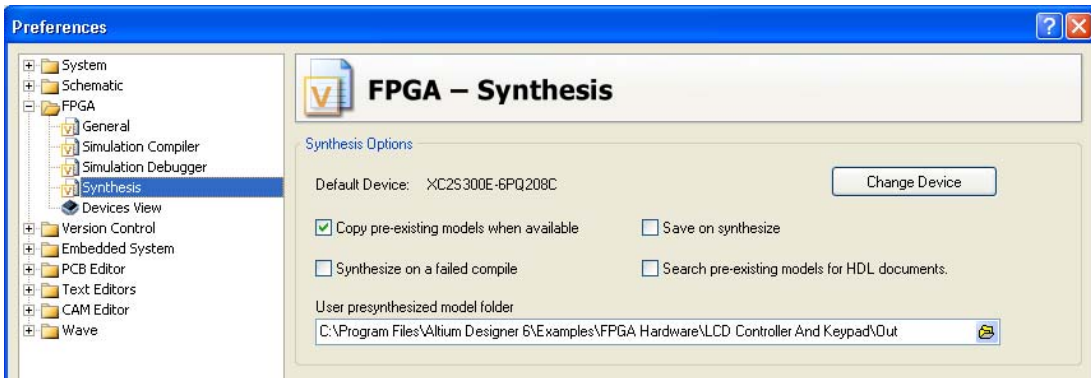 Preferences
System
Schematic
FPGA
General
Simulation Compiler
Simulation Debugger
Synthesis
Devices View
Version Control
Embedded System
PCB Editor
Text Editors
CAM Editor
Wave
FPGA – Synthesis
Synthesis Options
Default Device: XC2S300E-6PQ208C
Change Device
Copy pre-existing models when available
Save on synthesize
Synthesize on a failed compile
Search pre-existing models for HDL documents.
User presynthesized model folder
C:\Program Files\Altium Designer 6\Examples\FPGA Hardware\LCD Controller And Keypad\Out